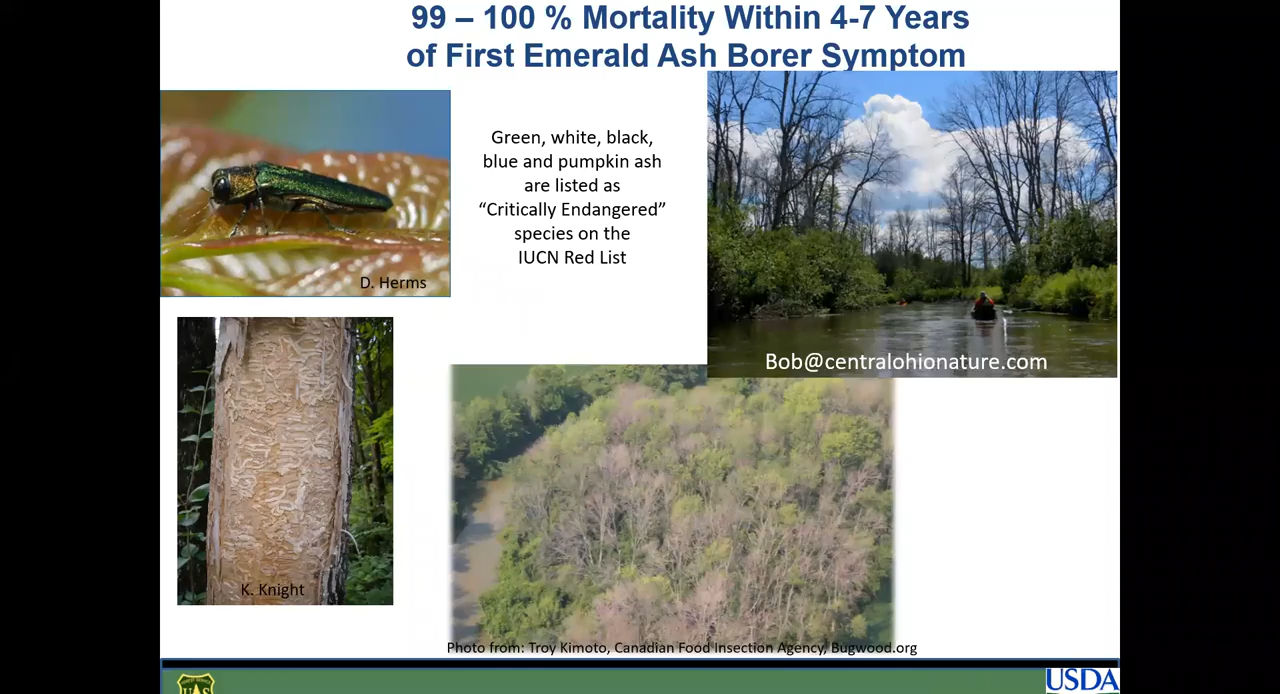 99 – 100 % Mortality Within 4-7 Years
of First Emerald Ash Borer Symptom
Green, white, black,
blue and pumpkin ash
are listed as
“Critically Endangered”
species on the
IUCN Red List
D. Herms
Bob@centralohionature.com
K. Knight
Photo from: Troy Kimoto, Canadian Food Insection Agency, Bugwood.org
UAS
USDA